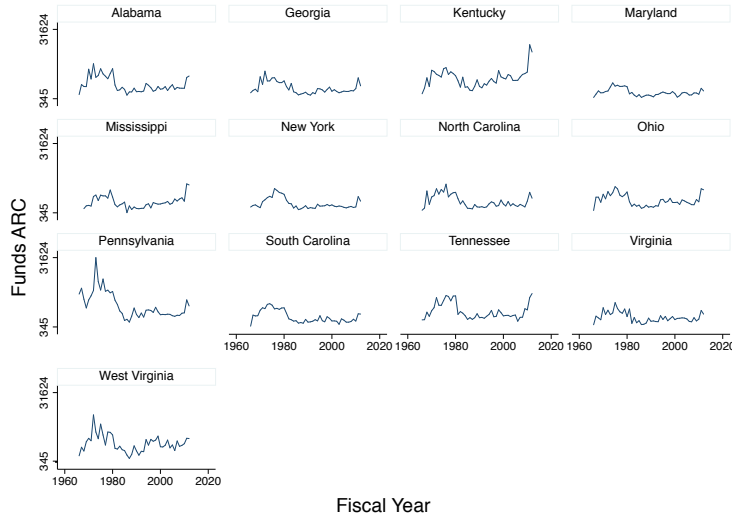 Alabama
Georgia
Kentucky
Maryland
31624
345
Mississippi
New York
North Carolina
Ohio
31624
345
Pennsylvania
South Carolina
Tennessee
Virginia
31624
345
1960 1980 2000 2020
1960 1980 2000 2020
1960 1980 2000 2020
West Virginia
31624
345
1960 1980 2000 2020
Funds ARC
Fiscal Year